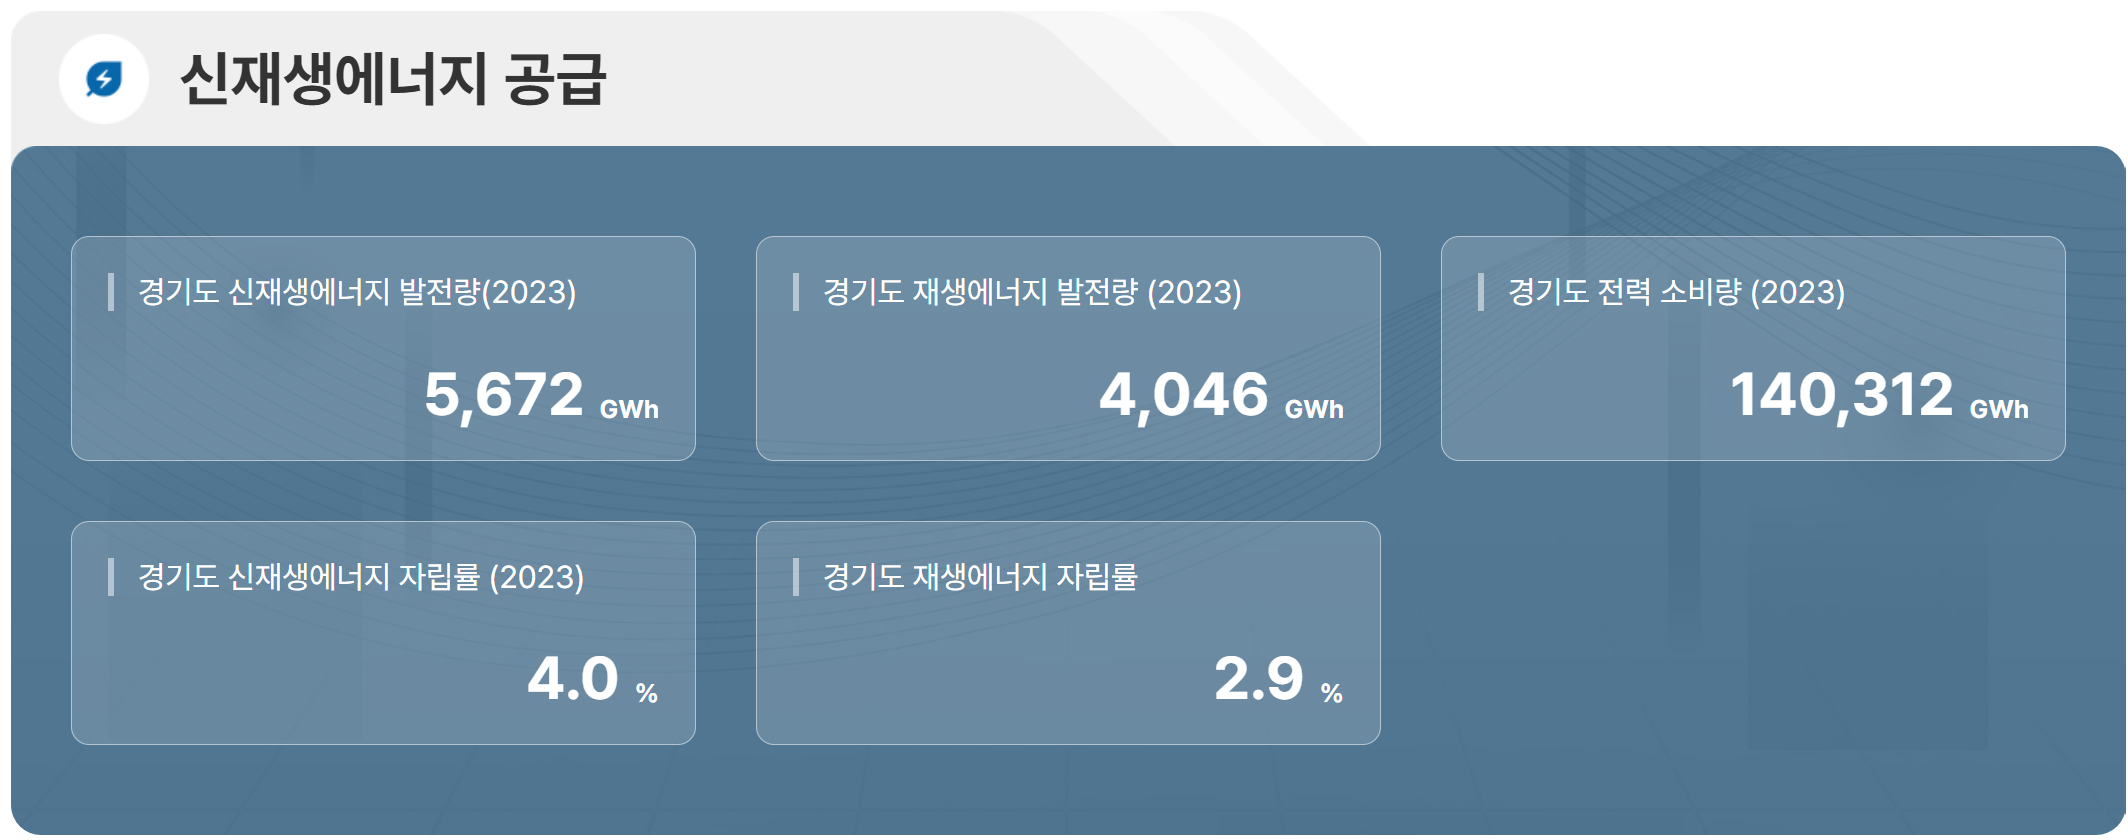 신재생에너지 공급
경기도 신재생에너지 발전량(2023)
5,672 GWh
경기도 재생에너지 발전량 (2023)
4,046 GWh
경기도 전력 소비량 (2023)
140,312 GWh
경기도 신재생에너지 자립률 (2023)
4.0 %
경기도 재생에너지 자립률
2.9 %